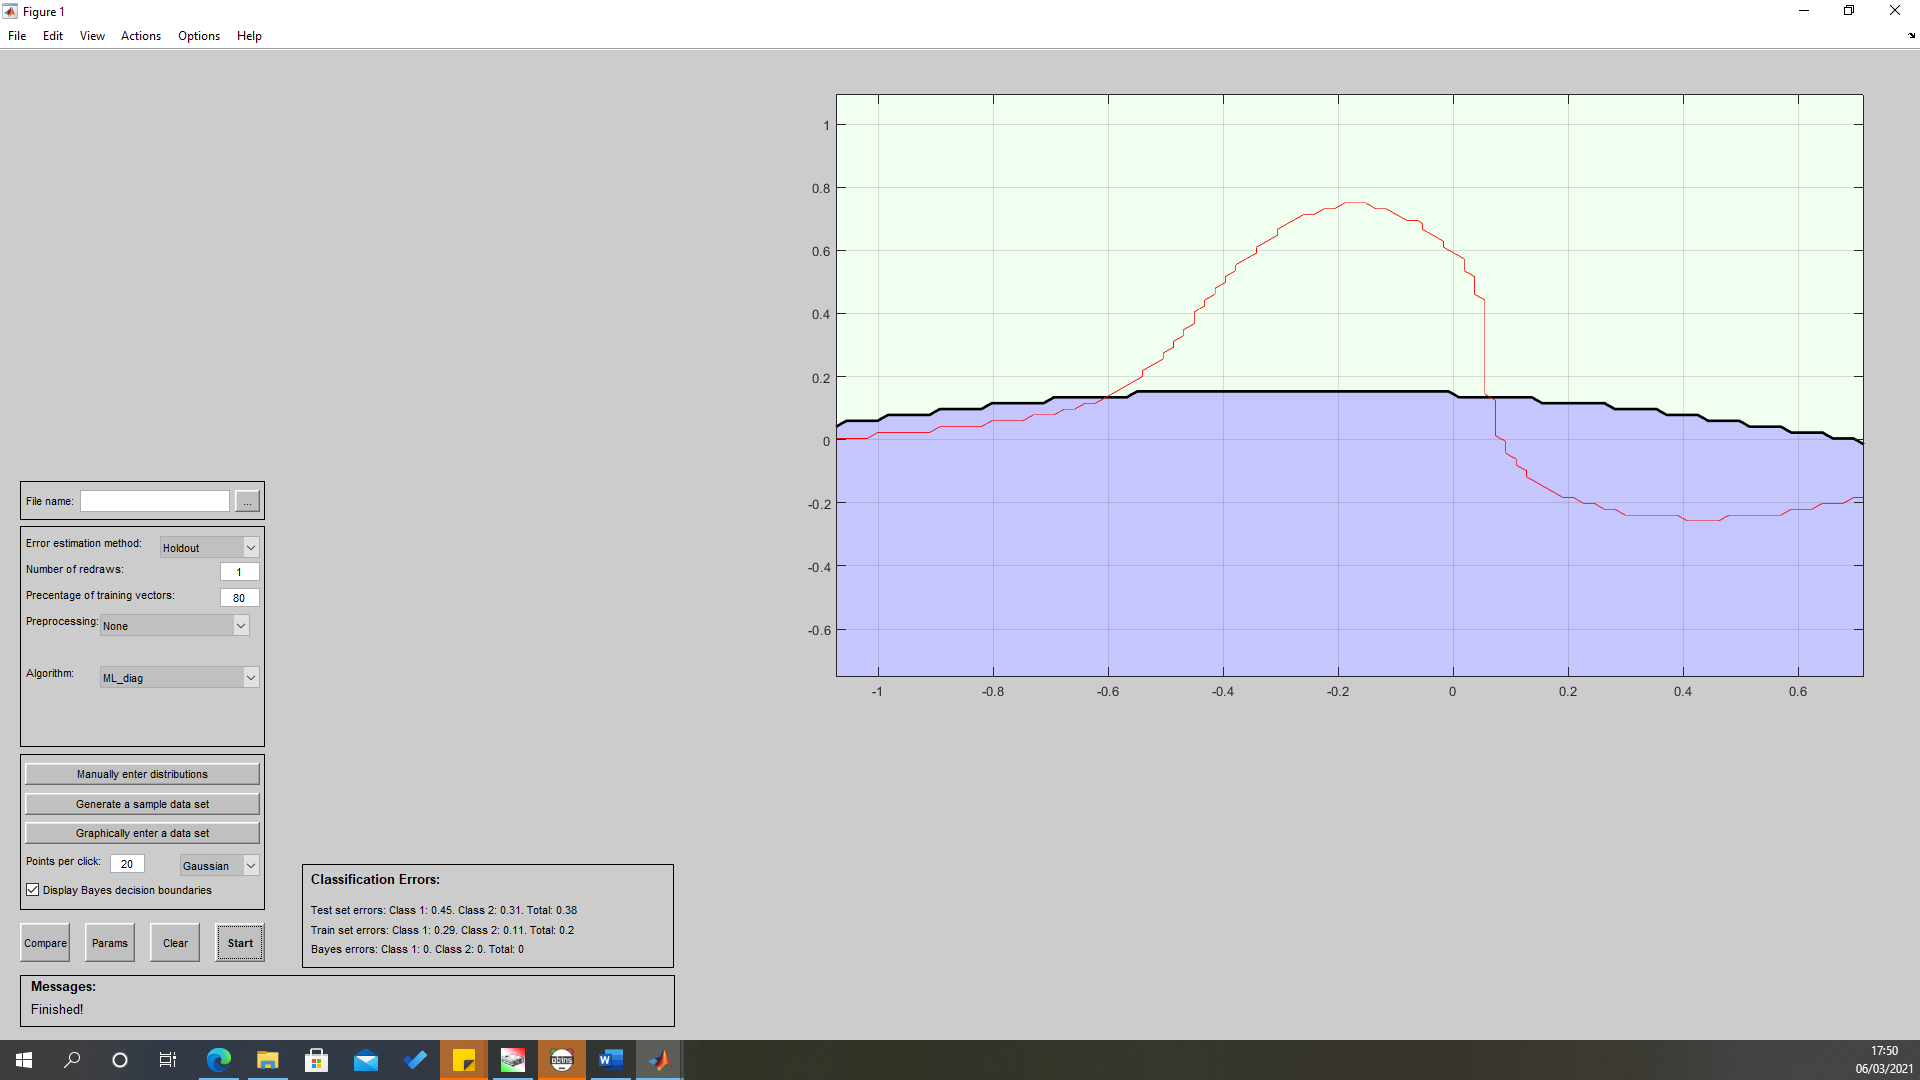 Figure 1
File Edit View Actions Options Help
1
0.8
0.6
0.4
0.2
0
-0.2
-0.4
-0.6
-1 -0.8 -0.6 -0.4 -0.2 0 0.2 0.4 0.6
File name: ...
Error estimation method: Holdout
Number of redraws: 1
Precentage of training vectors: 80
Preprocessing: None
Algorithm: ML_diag
Manually enter distributions
Generate a sample data set
Graphically enter a data set
Points per click: 20 Gaussian
Display Bayes decision boundaries
Compare Params Clear Start
Classification Errors:
Test set errors: Class 1: 0.45. Class 2: 0.31. Total: 0.38
Train set errors: Class 1: 0.29. Class 2: 0.11. Total: 0.2
Bayes errors: Class 1: 0. Class 2: 0. Total: 0
Messages:
Finished!
17:50
06/03/2021